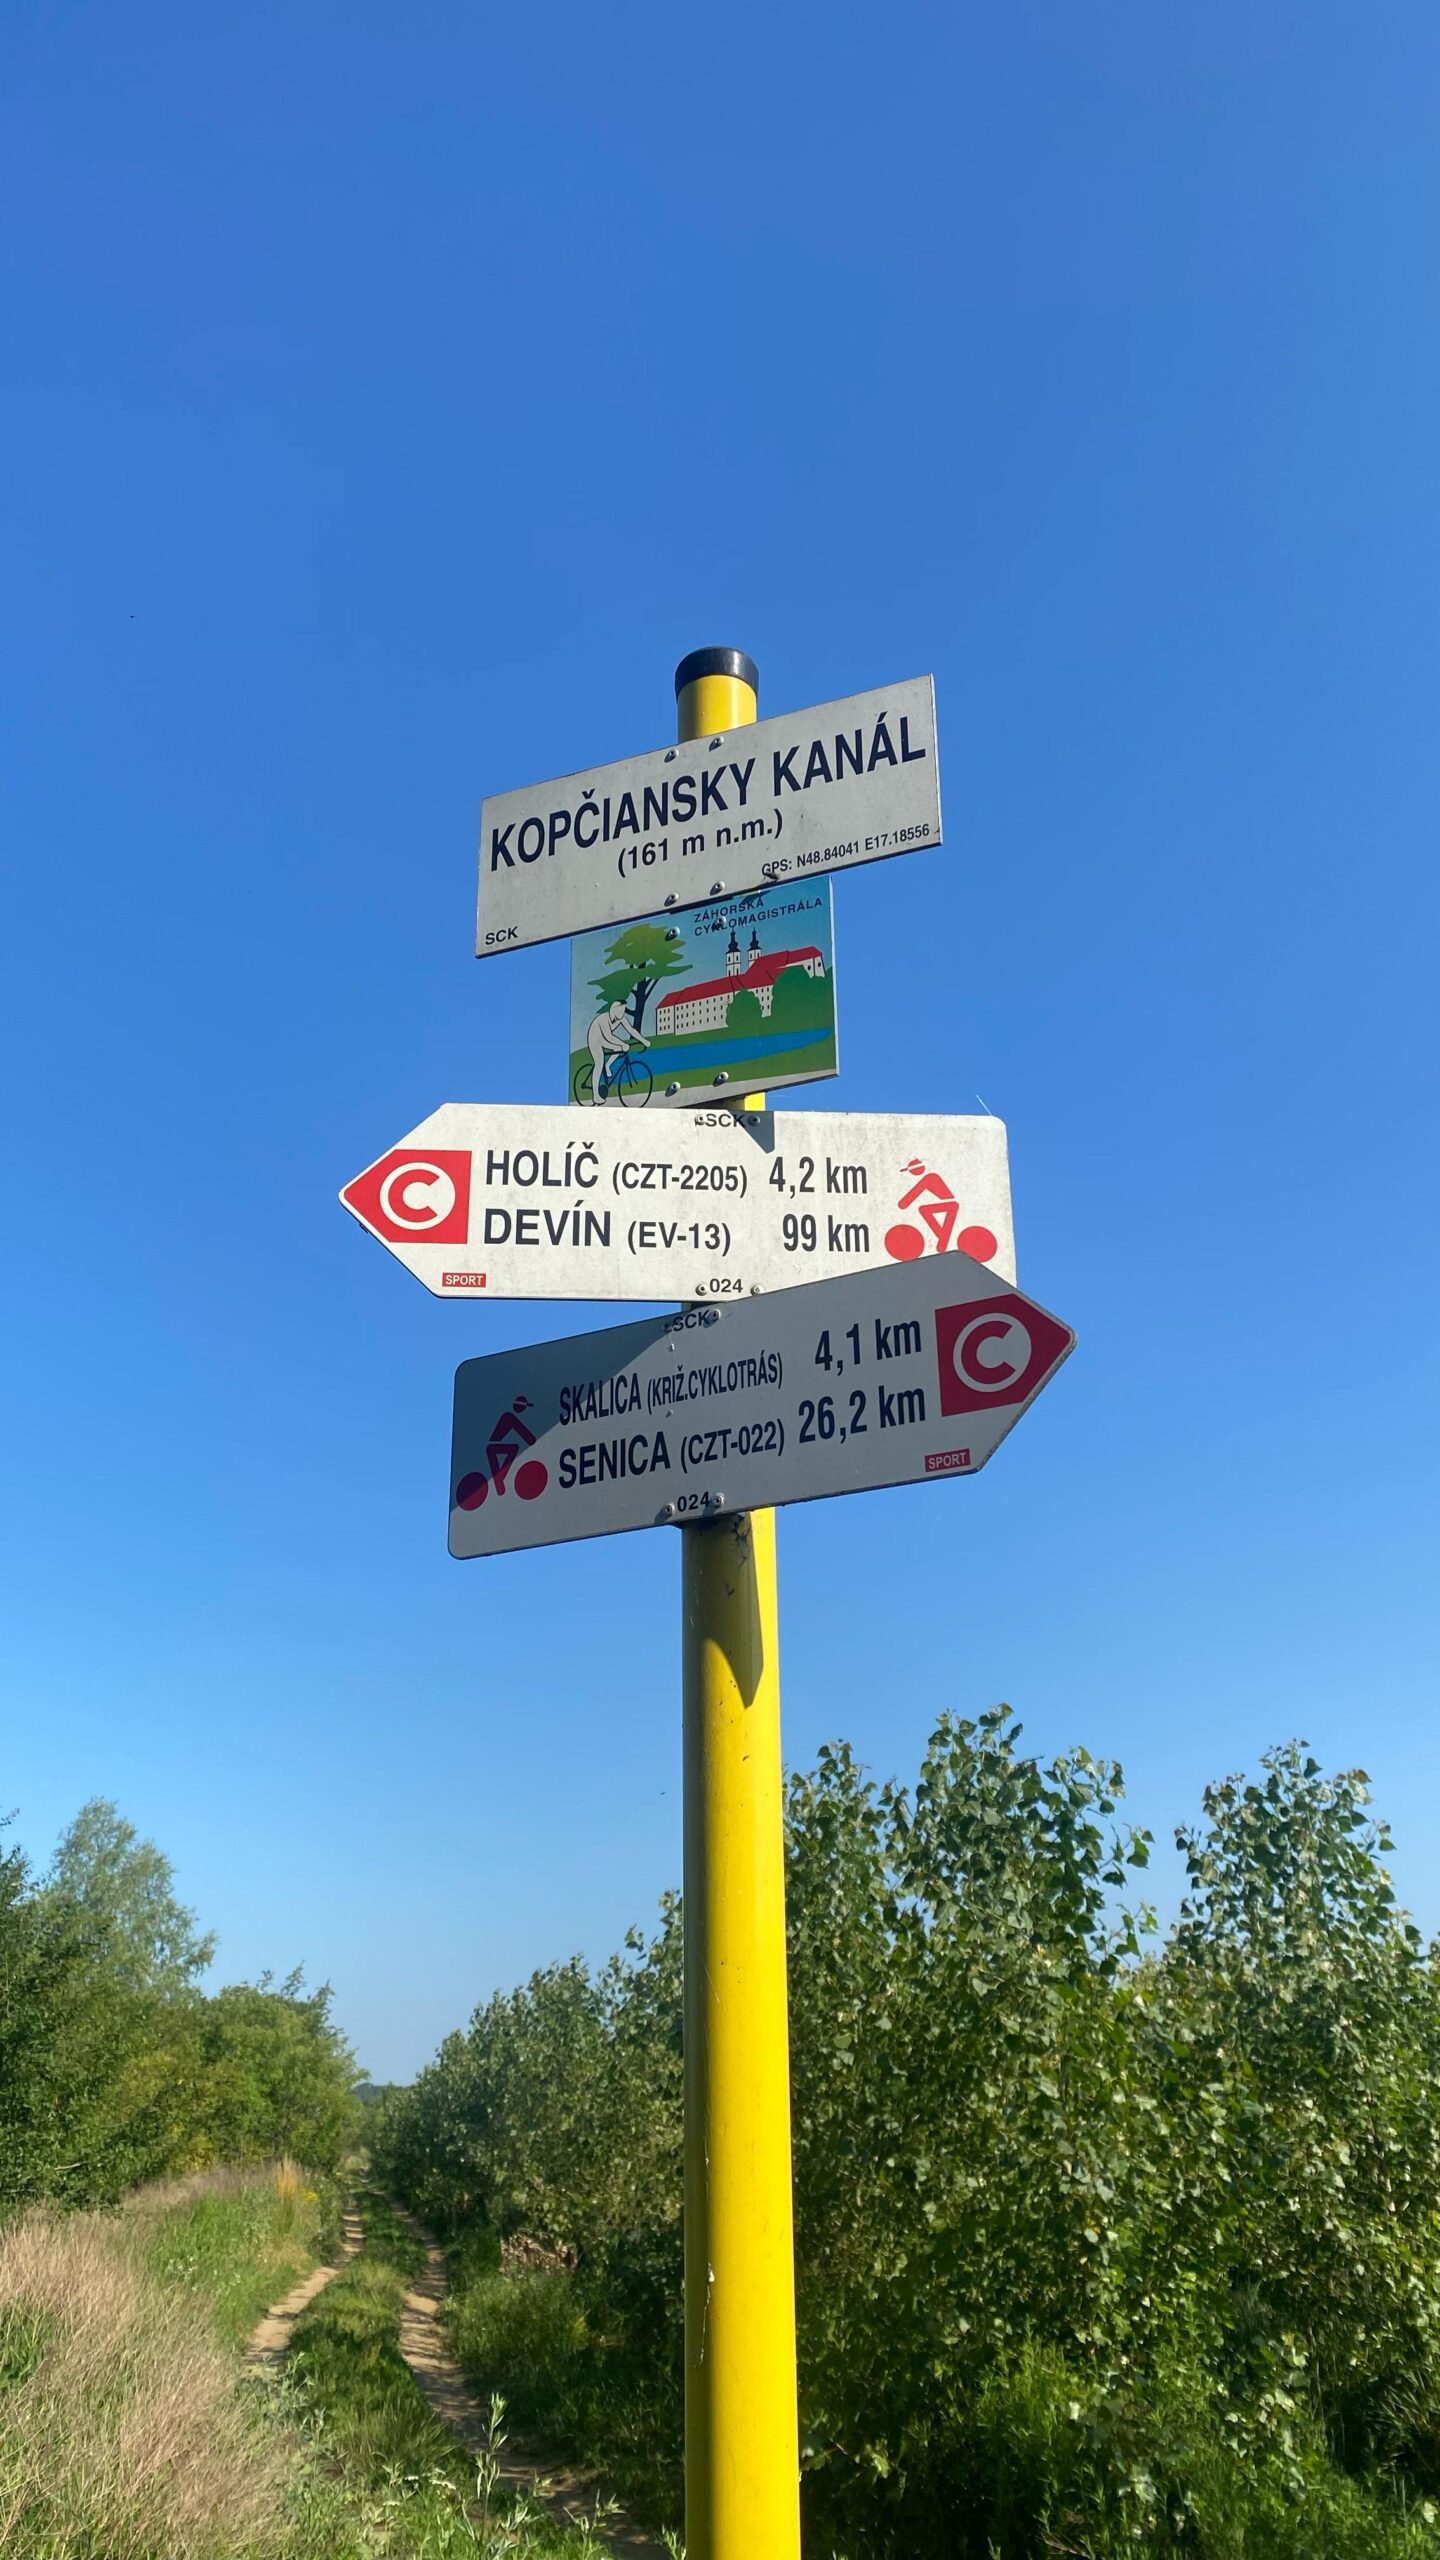 KOPČIANSKY KANÁL
(161 m n.m.)
GPS: N48.84041 E17.18556
SCK
ZÁHORSKÁ
CYKLOMAGISTRÁLA
SCK
C
HOLÍČ (CZT-2205) 4,2 km
DEVÍN (EV-13) 99 km
SPORT
024
SCK
SKALICA (KRIŽ.CYKLOTRÁS) 4,1 km
C
SENICA (CZT-022) 26,2 km
SPORT
024